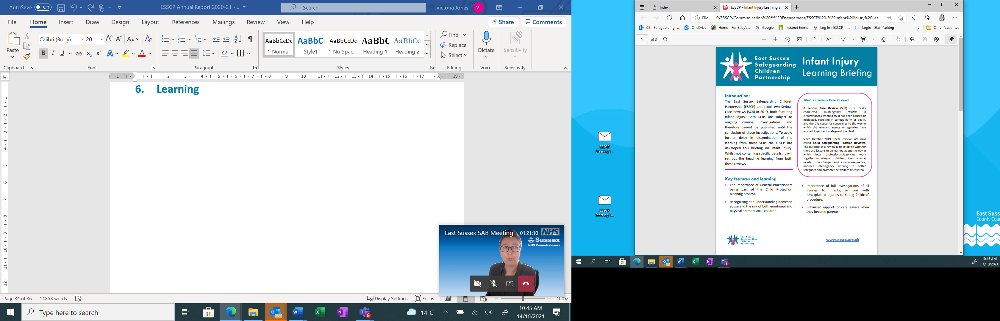 AutoSave Off
ESSCP Annual Report 2020-21 -...
Search
Victoria Jones VJ
File Home Insert Draw Design Layout References Mailings Review View Help
Share Comments
Paste
Calibri (Body) 20
Aa
B I U ab x₂ x² A A
AaBbCcDc AaBbCc AaBbCcDc AaBbC AaBbCc
¶ Normal Style1 ¶ No Spac... Heading 1 Heading 2
Find
Replace
Select
Dictate
Sensitivity
Clipboard Font Paragraph Styles Editing Voice Sensitivity
1 1 2 3 4 5 6 7 8 9 10 11 12 13 14 15 16 17 19
6. Learning
East Sussex SAB Meeting 01:21:10 NHS
Sussex
NHS Commissioners
Page 31 of 36 11858 words
Display Settings Focus 100%
Type here to search
6
14°C
10:45 AM
14/10/2021
ESSCP
Steering 1...
ESSCP
Steering 1...
Index
ESSCP - Infant Injury Learning Br
File K:/ESSCP/Communication%20&%20Engagement/ESSCP%20-%20Infant%20Injury%20Lea...
CS - Safeguarding -... OneDrive Home - For Baby's... Google Intranet home Log In ‹ ESSCP —... Login - Staff Parking Other favourites
1 of 3
East Sussex
Safeguarding
Children
Partnership
Infant Injury
Learning Briefing
Introduction:
The East Sussex Safeguarding Children
Partnership (ESSCP) undertook two Serious
Case Reviews (SCR) in 2019, both featuring
infant injury. Both SCRs are subject to
ongoing criminal investigations, and
therefore cannot be published until the
conclusion of those investigations. To avoid
further delay in dissemination of the
learning from these SCRs the ESSCP has
developed this briefing on infant injury.
Whilst not containing specific details, it will
set out the headline learning from both
these reviews.
What is a Serious Case Review?
A Serious Case Review (SCR) is a locally
conducted multi-agency review in
circumstances where a child has been abused or
neglected, resulting in serious harm or death,
and there is cause for concern as to the way in
which the relevant agency or agencies have
worked together to safeguard the child.
Since October 2019, these reviews are now
called Child Safeguarding Practice Reviews.
The purpose of a review is to establish whether
there are lessons to be learned about the way in
which local professionals/agencies work
together to safeguard children; identify what
needs to be changed and, as a consequence,
improve inter-agency working to better
safeguard and promote the welfare of children.
Key features and learning:
• The importance of General Practitioners
being part of the Child Protection
planning process.
• Recognising and understanding domestic
abuse and the risk of both emotional and
physical harm to small children.
• Importance of full investigations of all
injuries to infants, in line with
'Unexplained injuries to Young Children'
procedure.
• Enhanced support for care leavers when
they become parents.
East Sussex
Safeguarding
Children
Partnership
www.esscp.org.uk
East Suss
County Cou
6
10:45 AM
14/10/2021